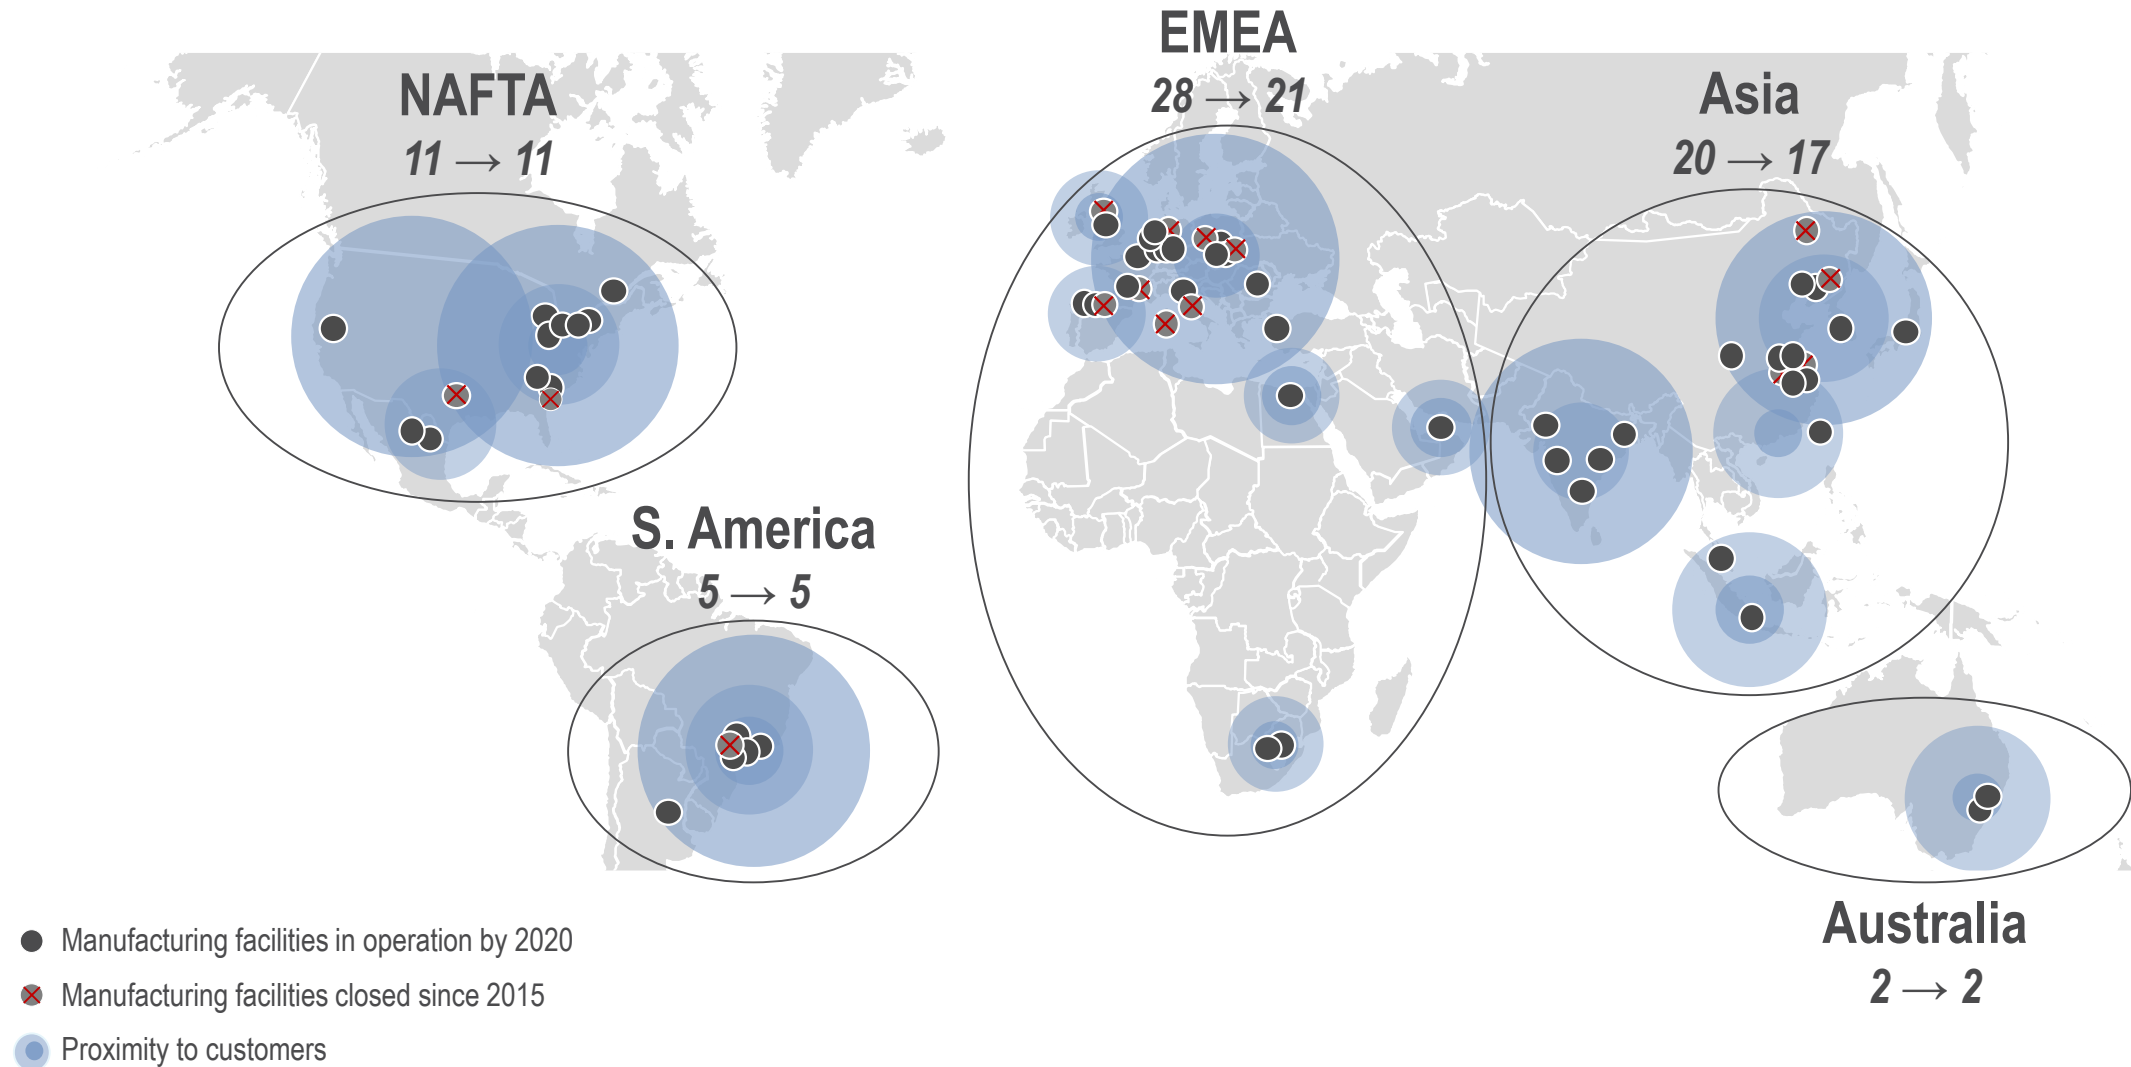 EMEA
28 → 21
NAFTA
11 → 11
Asia
20 → 17
S. America
5 → 5
Australia
2 → 2
Manufacturing facilities in operation by 2020
Manufacturing facilities closed since 2015
Proximity to customers